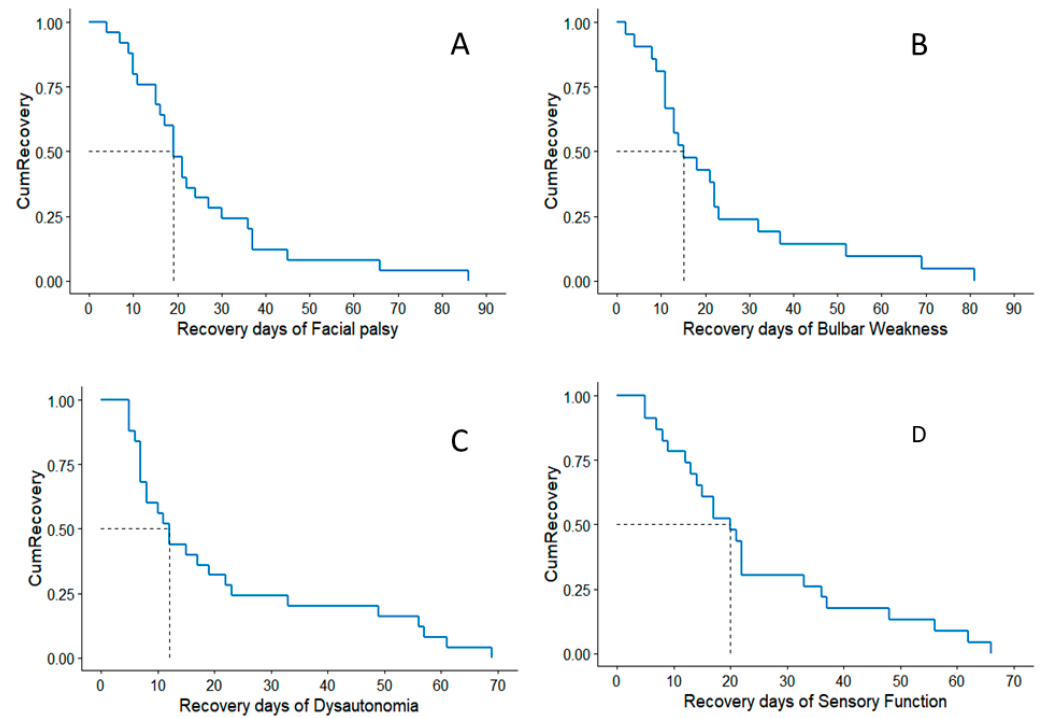 A
CumRecovery
1.00
0.75
0.50
0.25
0.00
0 10 20 30 40 50 60 70 80 90
Recovery days of Facial palsy
B
CumRecovery
1.00
0.75
0.50
0.25
0.00
0 10 20 30 40 50 60 70 80 90
Recovery days of Bulbar Weakness
C
CumRecovery
1.00
0.75
0.50
0.25
0.00
0 10 20 30 40 50 60 70
Recovery days of Dysautonomia
D
CumRecovery
1.00
0.75
0.50
0.25
0.00
0 10 20 30 40 50 60 70
Recovery days of Sensory Function